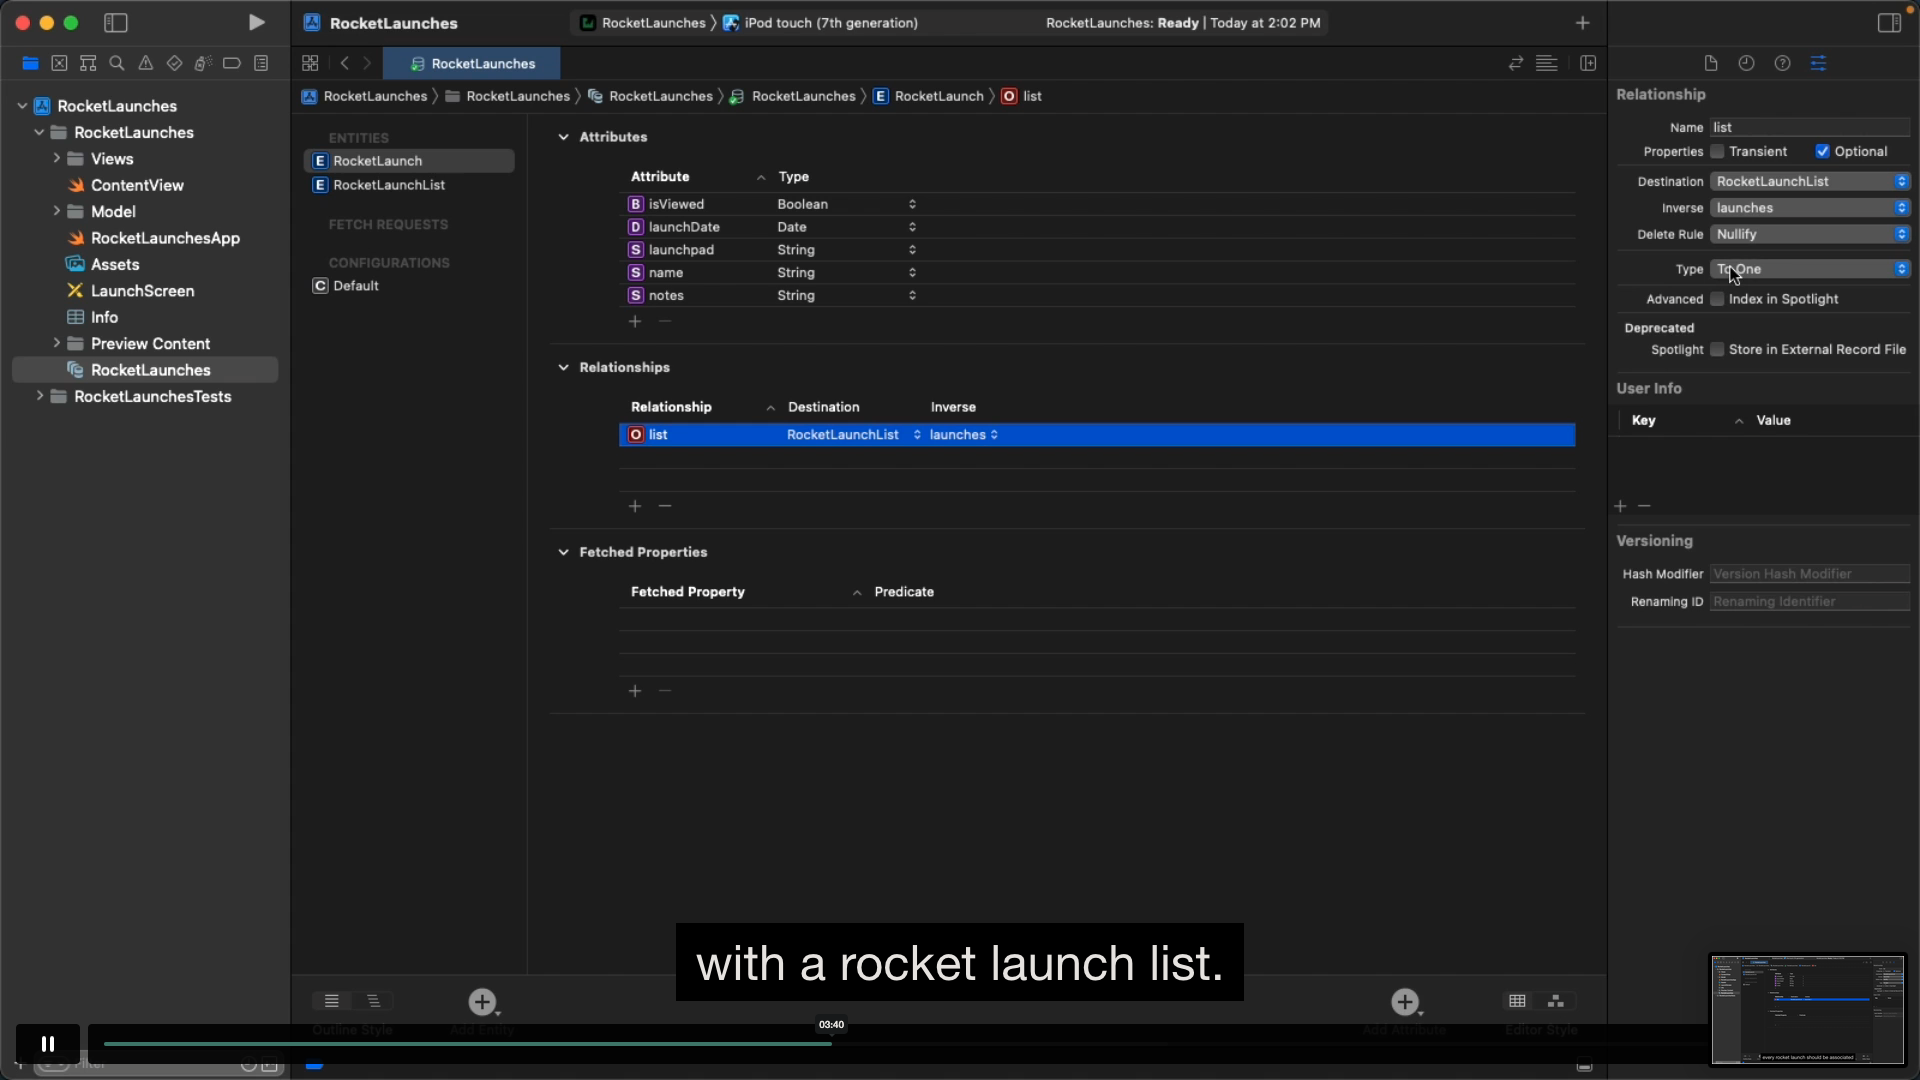 RocketLaunches
RocketLaunches
iPod touch (7th generation)
RocketLaunches: Ready | Today at 2:02 PM
RocketLaunches
RocketLaunches
RocketLaunches
RocketLaunches
RocketLaunches
RocketLaunch
list
RocketLaunches
RocketLaunches
Views
ContentView
Model
RocketLaunchesApp
Assets
LaunchScreen
Info
Preview Content
RocketLaunches
RocketLaunchesTests
Filter
ENTITIES
E RocketLaunch
E RocketLaunchList
FETCH REQUESTS
CONFIGURATIONS
C Default
Attributes
Attribute Type
B isViewed Boolean
D launchDate Date
S launchpad String
S name String
S notes String
Relationships
Relationship Destination Inverse
O list RocketLaunchList launches
Fetched Properties
Fetched Property Predicate
Relationship
Name list
Properties Transient Optional
Destination RocketLaunchList
Inverse launches
Delete Rule Nullify
Type To One
Advanced Index in Spotlight
Deprecated
Spotlight Store in External Record File
User Info
Key Value
Versioning
Hash Modifier Version Hash Modifier
Renaming ID Renaming Identifier
with a rocket launch list.
Outline Style
Add Entity
Add Attribute
Editor Style
03:40
every rocket launch should be associated